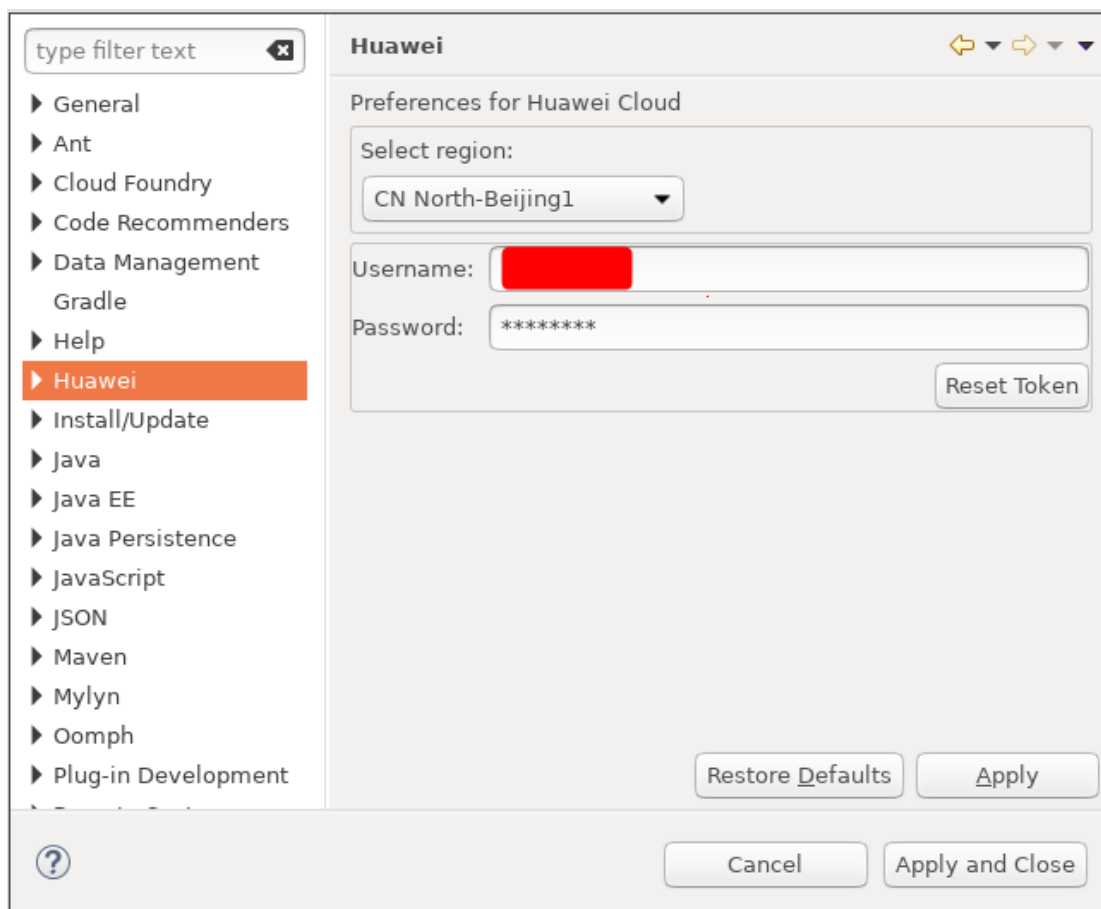 type filter text
General
Ant
Cloud Foundry
Code Recommenders
Data Management
Gradle
Help
Huawei
Install/Update
Java
Java EE
Java Persistence
JavaScript
JSON
Maven
Mylyn
Oomph
Plug-in Development
Huawei
Preferences for Huawei Cloud
Select region:
CN North-Beijing1
Username:
Password: ********
Reset Token
Restore Defaults Apply
Cancel Apply and Close